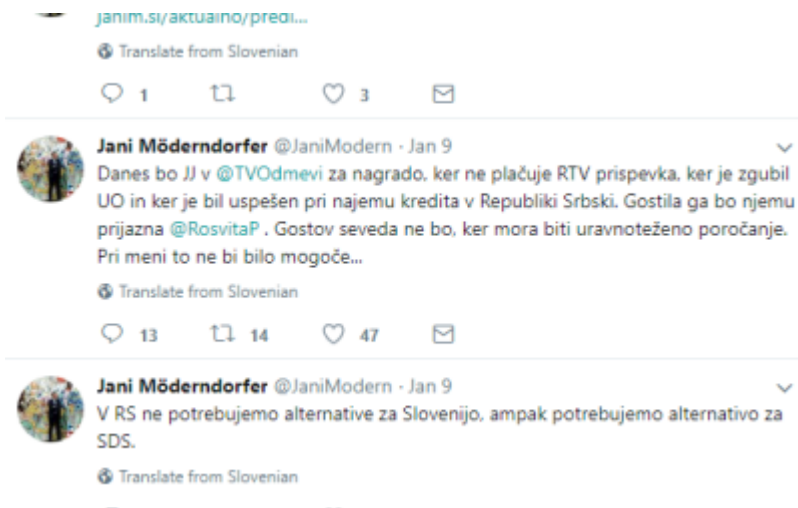 janim.si/aktualno/predl...
Translate from Slovenian
1 3
Jani Möderndorfer @JaniModern · Jan 9
Danes bo JJ v @TVOdmevi za nagrado, ker ne plačuje RTV prispevka, ker je zgubil
UO in ker je bil uspešen pri najemu kredita v Republiki Srbski. Gostila ga bo njemu
prijazna @RosvitaP . Gostov seveda ne bo, ker mora biti uravnoteženo poročanje.
Pri meni to ne bi bilo mogoče...
Translate from Slovenian
13 14 47
Jani Möderndorfer @JaniModern · Jan 9
V RS ne potrebujemo alternative za Slovenijo, ampak potrebujemo alternativo za
SDS.
Translate from Slovenian